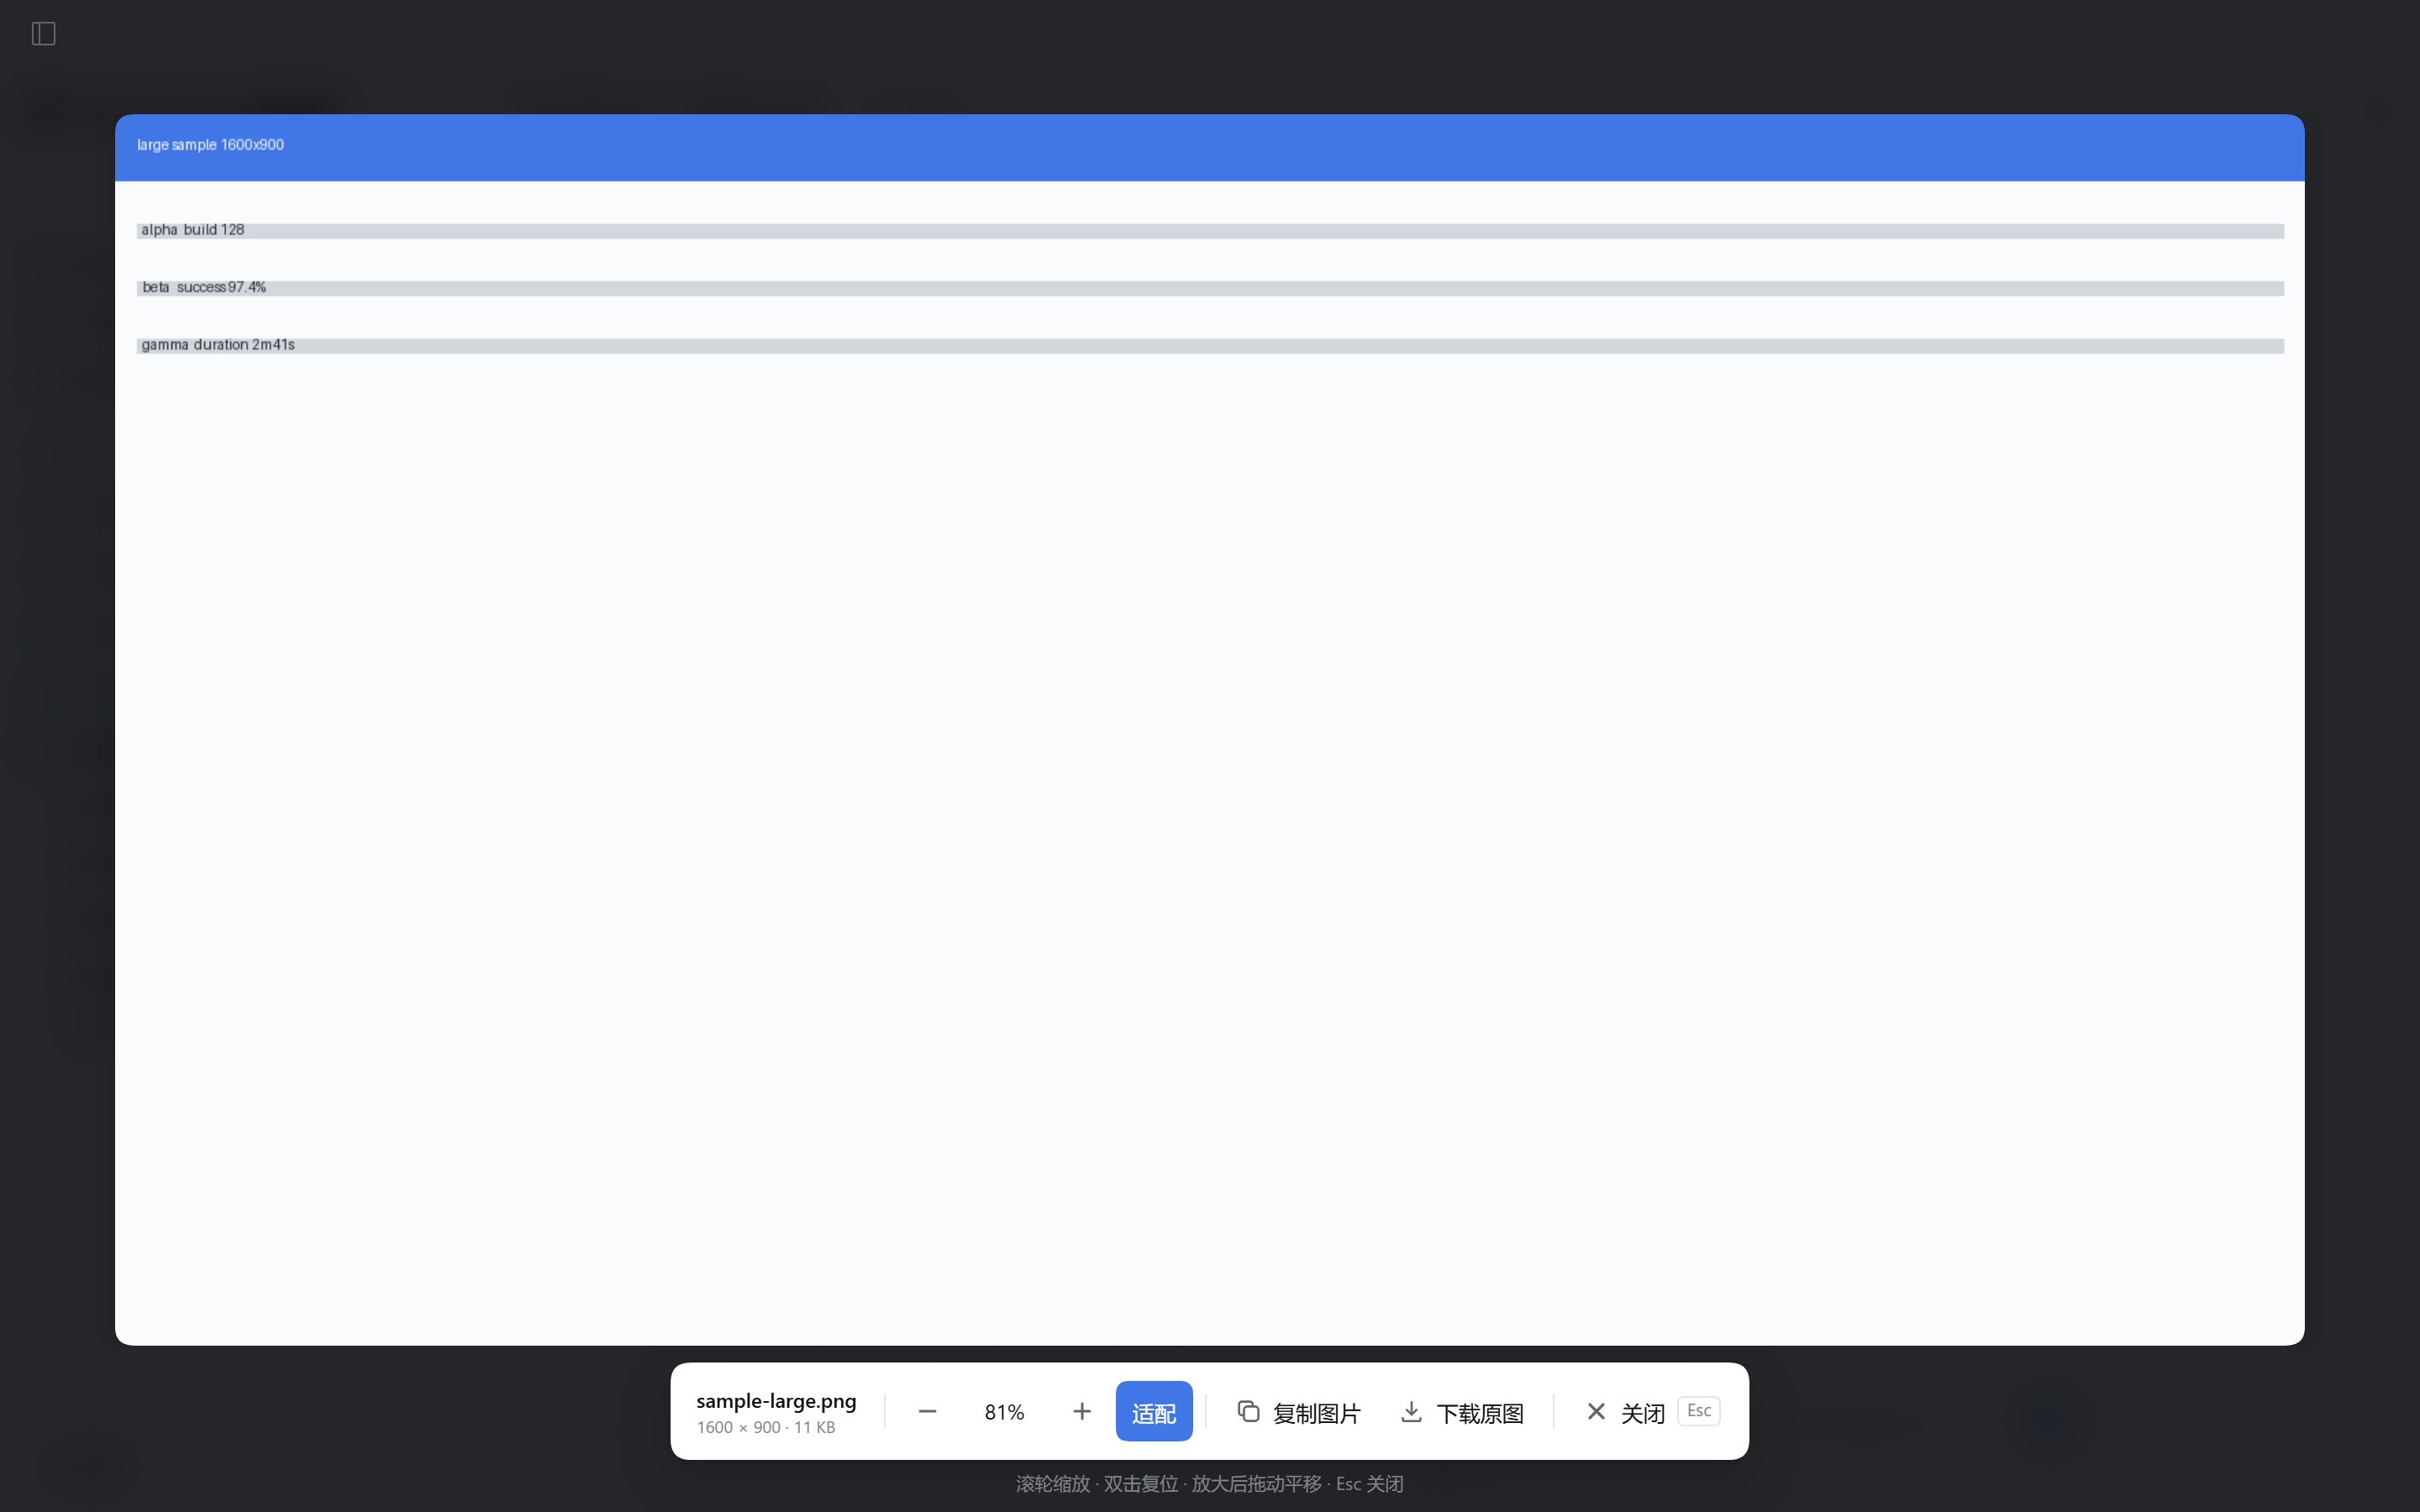 large sample 1600x900
alpha build 128
beta success 97.4%
gamma duration 2m41s
sample-large.png
1600 × 900 · 11 KB
81%
适配
复制图片
下载原图
关闭 Esc
滚轮缩放 · 双击复位 · 放大后拖动平移 · Esc 关闭